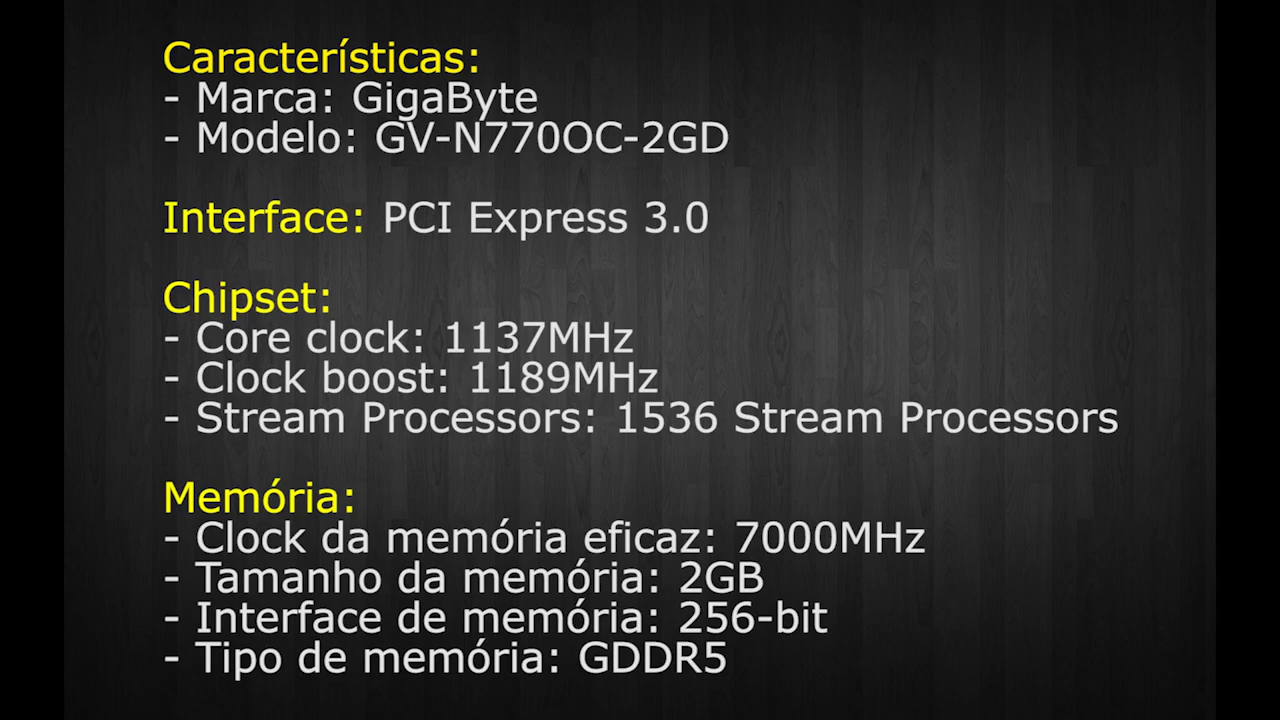 Características:
- Marca: GigaByte
- Modelo: GV-N770OC-2GD
Interface: PCI Express 3.0
Chipset:
- Core clock: 1137MHz
- Clock boost: 1189MHz
- Stream Processors: 1536 Stream Processors
Memória:
- Clock da memória eficaz: 7000MHz
- Tamanho da memória: 2GB
- Interface de memória: 256-bit
- Tipo de memória: GDDR5